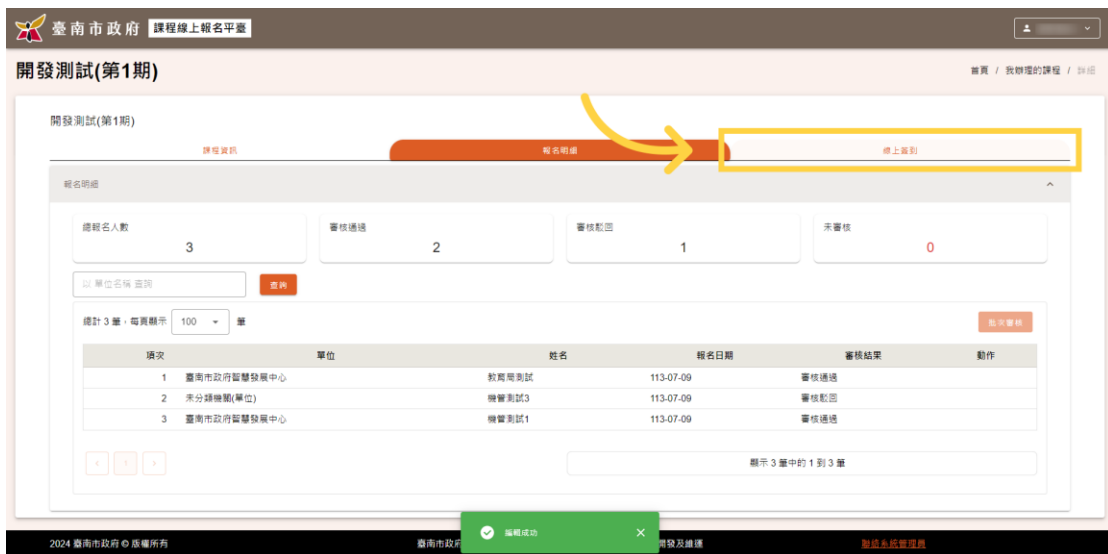 臺南市政府 課程線上報名平臺
開發測試(第1期)
首頁 / 我辦理的課程 / 詳細
開發測試(第1期)
課程資訊 報名明細 線上簽到
報名明細
總報名人數 審核通過 審核駁回 未審核
3 2 1 0
以 單位名稱 查詢 查詢
總計 3 筆，每頁顯示 100 筆 批次審核
項次 單位 姓名 報名日期 審核結果 動作
1 臺南市政府智慧發展中心 教育局測試 113-07-09 審核通過
2 未分類機關(單位) 機管測試3 113-07-09 審核駁回
3 臺南市政府智慧發展中心 機管測試1 113-07-09 審核通過
1 顯示 3 筆中的 1 到 3 筆
編輯成功
2024 臺南市政府 © 版權所有 臺南市政府 開發及維運 聯絡系統管理員